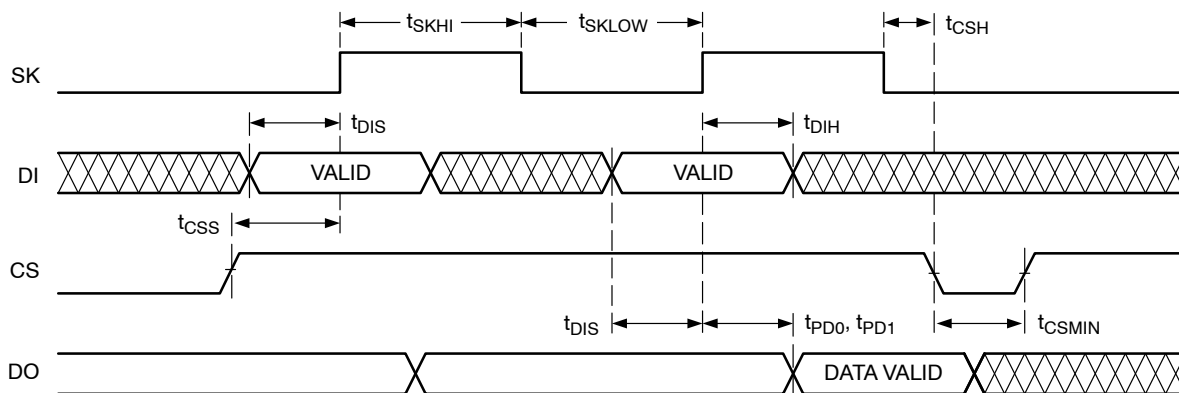 tSKHI tSKLOW tCSH
SK
tDIS tDIH
DI VALID VALID
tCSS
CS
tDIS tPD0, tPD1 tCSMIN
DO DATA VALID